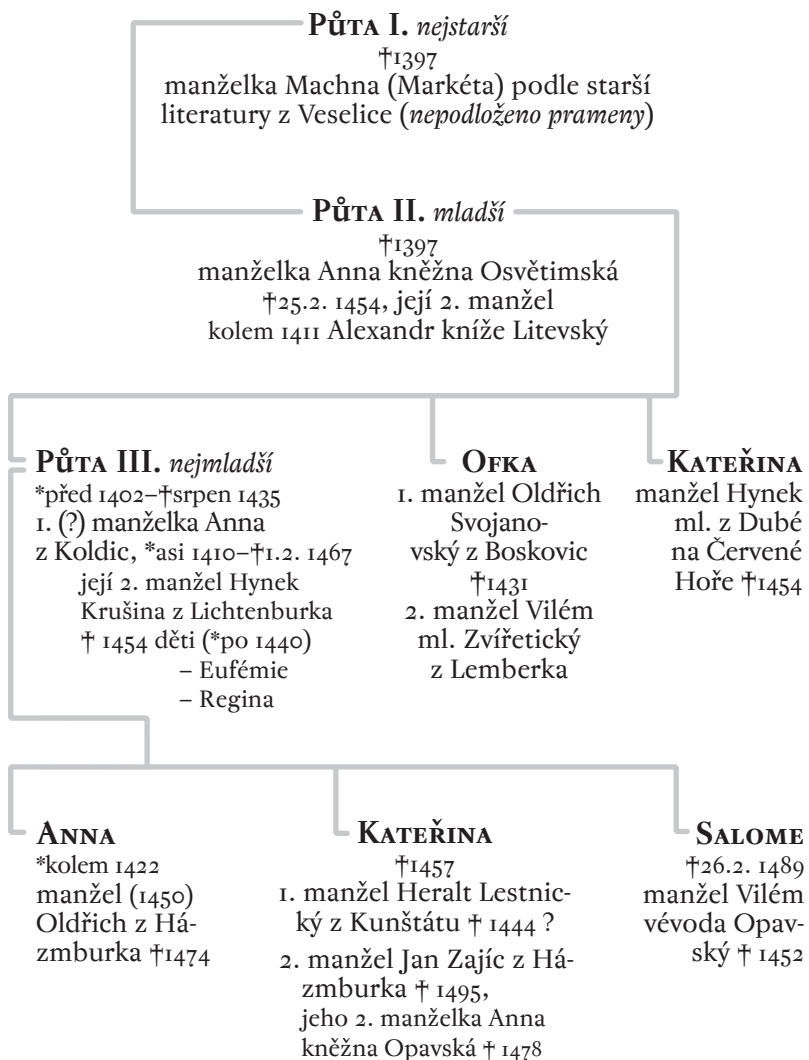 Půta I. nejstarší
†1397
manželka Machna (Markéta) podle starší
literatury z Veselice (nepodloženo prameny)
Půta II. mladší
†1397
manželka Anna kněžna Osvětimská
†25.2. 1454, její 2. manžel
kolem 1411 Alexandr kníže Litevský
Půta III. nejmladší
*před 1402–†srpen 1435
1. (?) manželka Anna
z Koldic, *asi 1410–†1.2. 1467
její 2. manžel Hynek
Krušina z Lichtenburka
† 1454 děti (*po 1440)
– Eufémie
– Regina
Ofka
1. manžel Oldřich
Svojano-
vský z Boskovic
†1431
2. manžel Vilém
ml. Zvířetický
z Lemberka
Kateřina
manžel Hynek
ml. z Dubé
na Červené
Hoře †1454
Anna
*kolem 1422
manžel (1450)
Oldřich z Há-
zmburka †1474
Kateřina
†1457
1. manžel Heralt Lestnic-
ký z Kunštátu † 1444 ?
2. manžel Jan Zajíc z Há-
zmburka † 1495,
jeho 2. manželka Anna
kněžna Opavská † 1478
Salome
†26.2. 1489
manžel Vilém
vévoda Opav-
ský † 1452